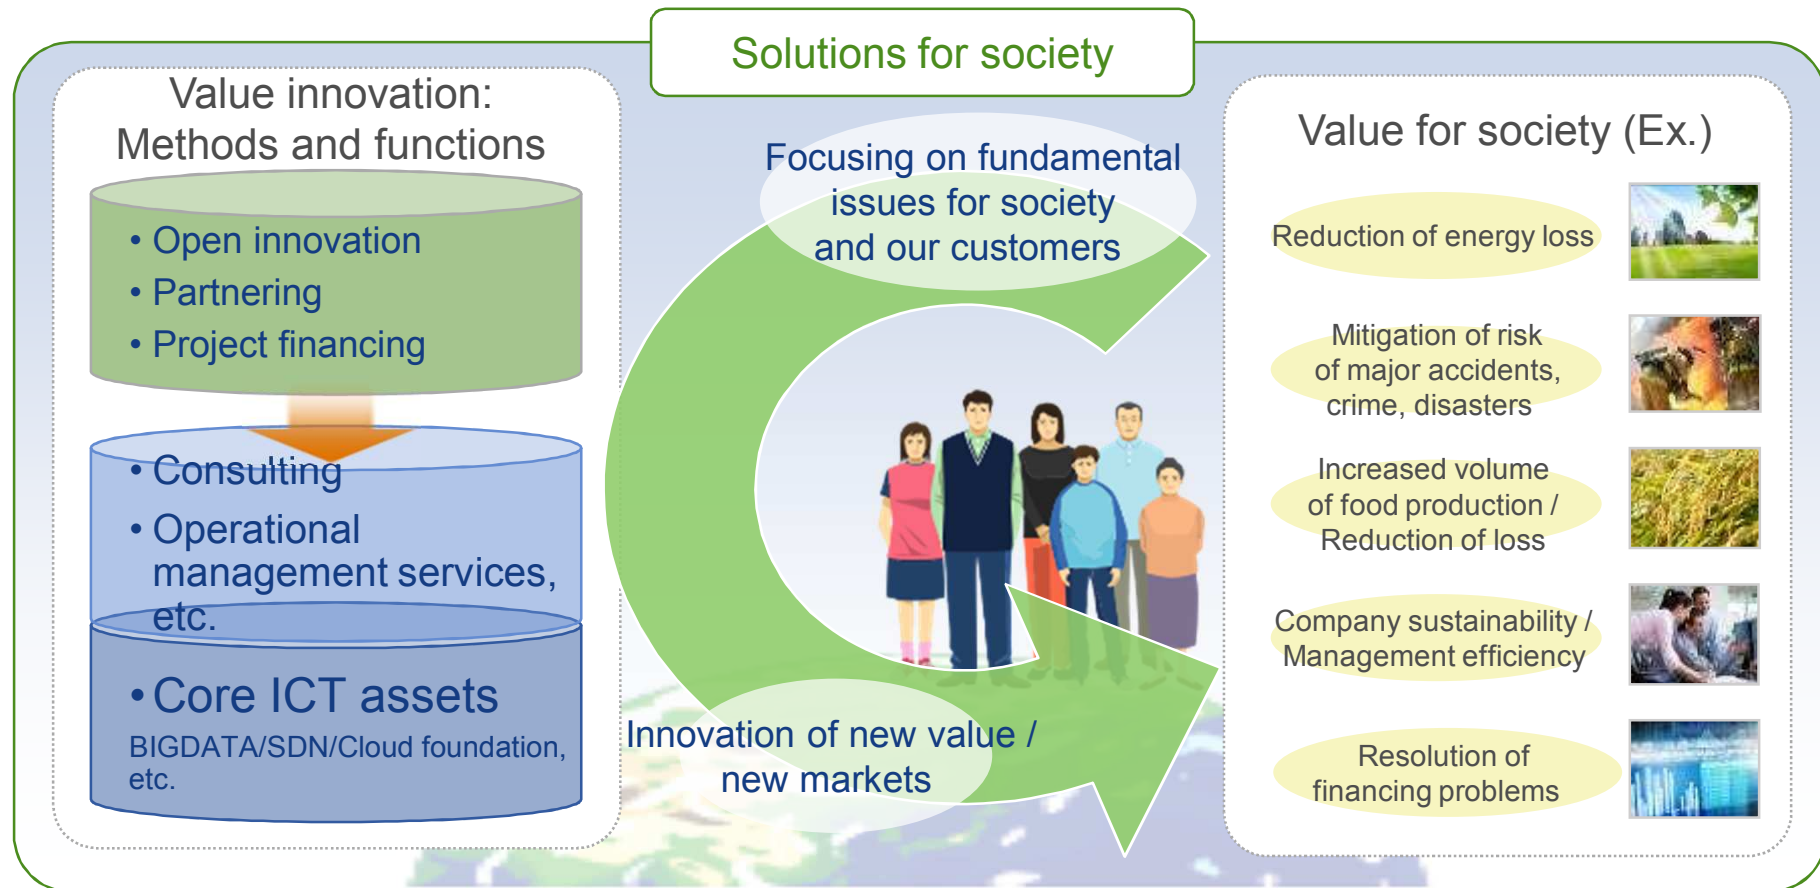 Solutions for society
Value innovation:
Methods and functions
• Open innovation
• Partnering
• Project financing
• Consulting
• Operational
management services,
etc.
• Core ICT assets
BIGDATA/SDN/Cloud foundation,
etc.
Focusing on fundamental
issues for society
and our customers
Innovation of new value /
new markets
Value for society (Ex.)
Reduction of energy loss
Mitigation of risk
of major accidents,
crime, disasters
Increased volume
of food production /
Reduction of loss
Company sustainability /
Management efficiency
Resolution of
financing problems